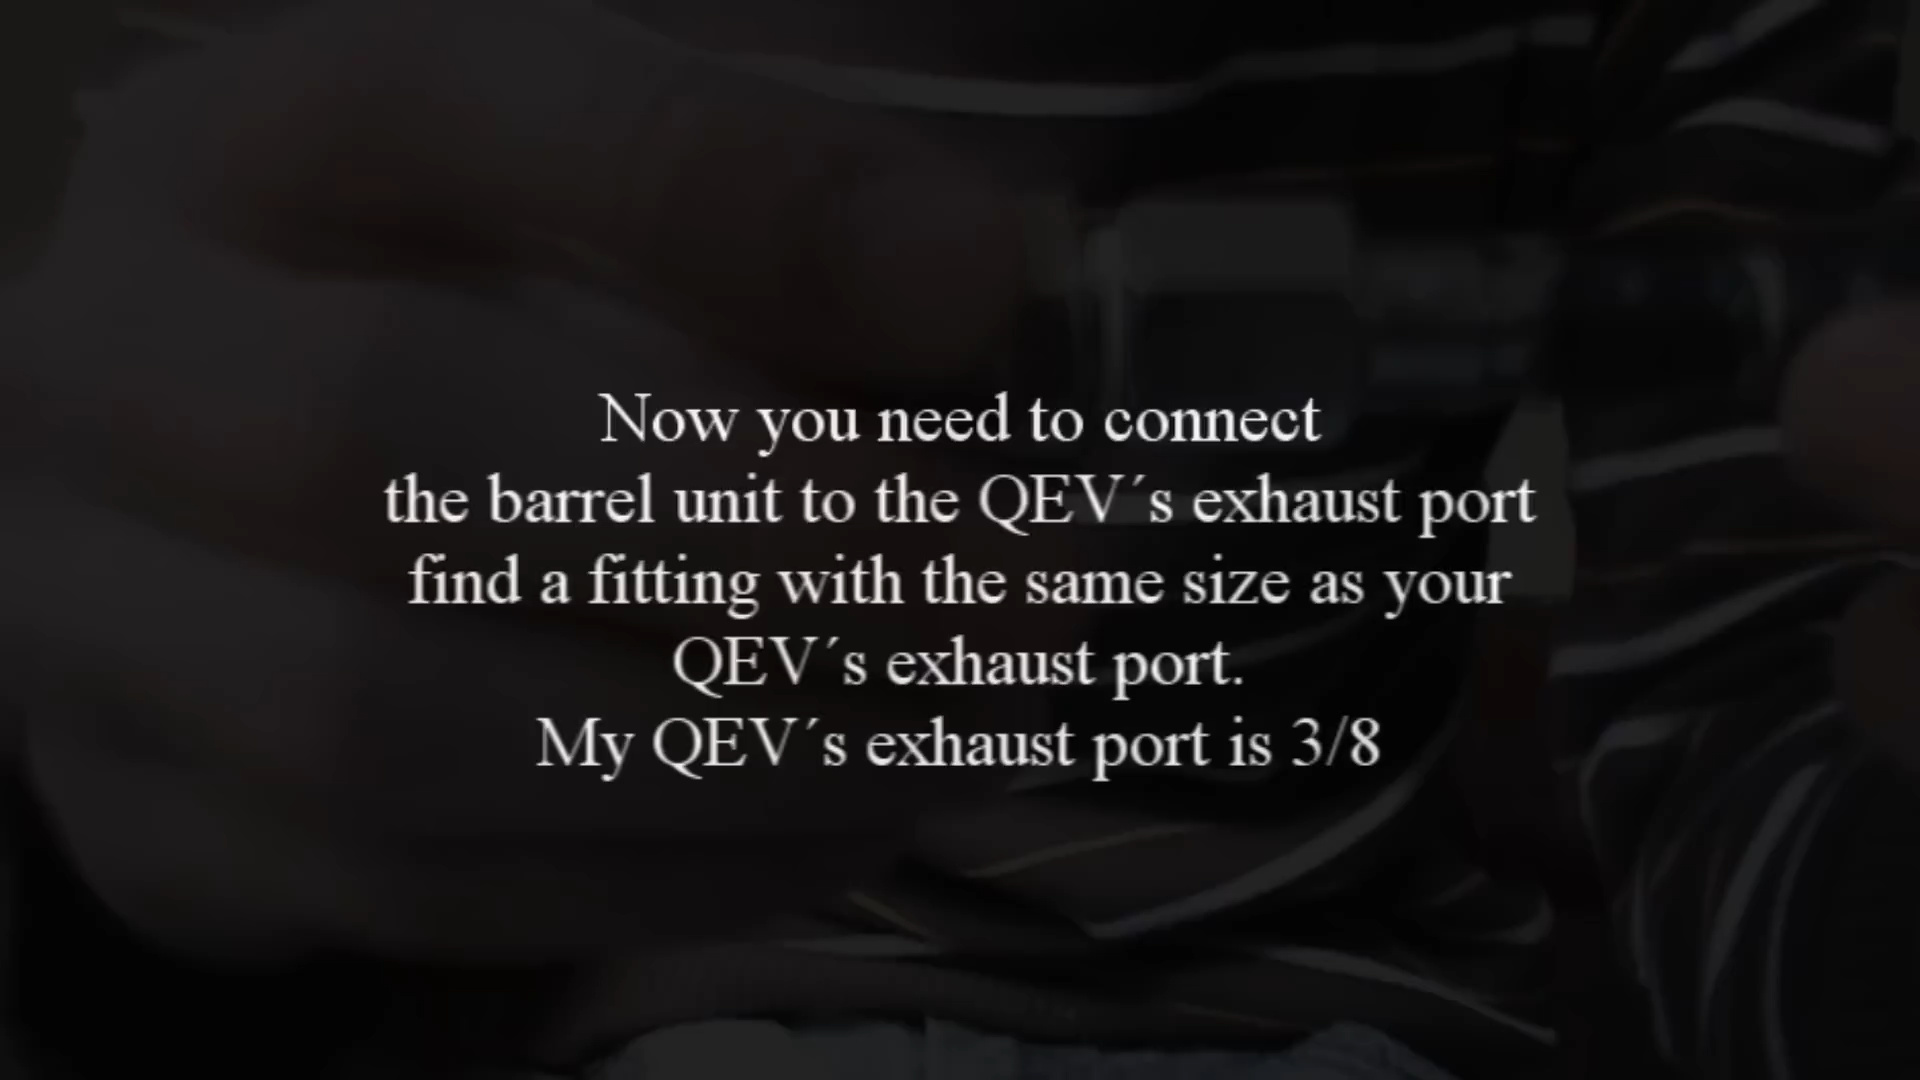 Now you need to connect
the barrel unit to the QEV´s exhaust port
find a fitting with the same size as your
QEV´s exhaust port.
My QEV´s exhaust port is 3/8